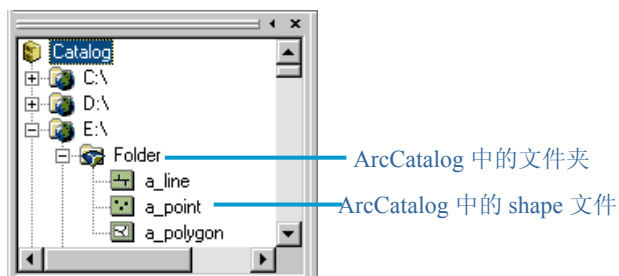 Catalog
C:\
D:\
E:\
Folder
ArcCatalog 中的文件夹
a_line
a_point
ArcCatalog 中的 shape 文件
a_polygon